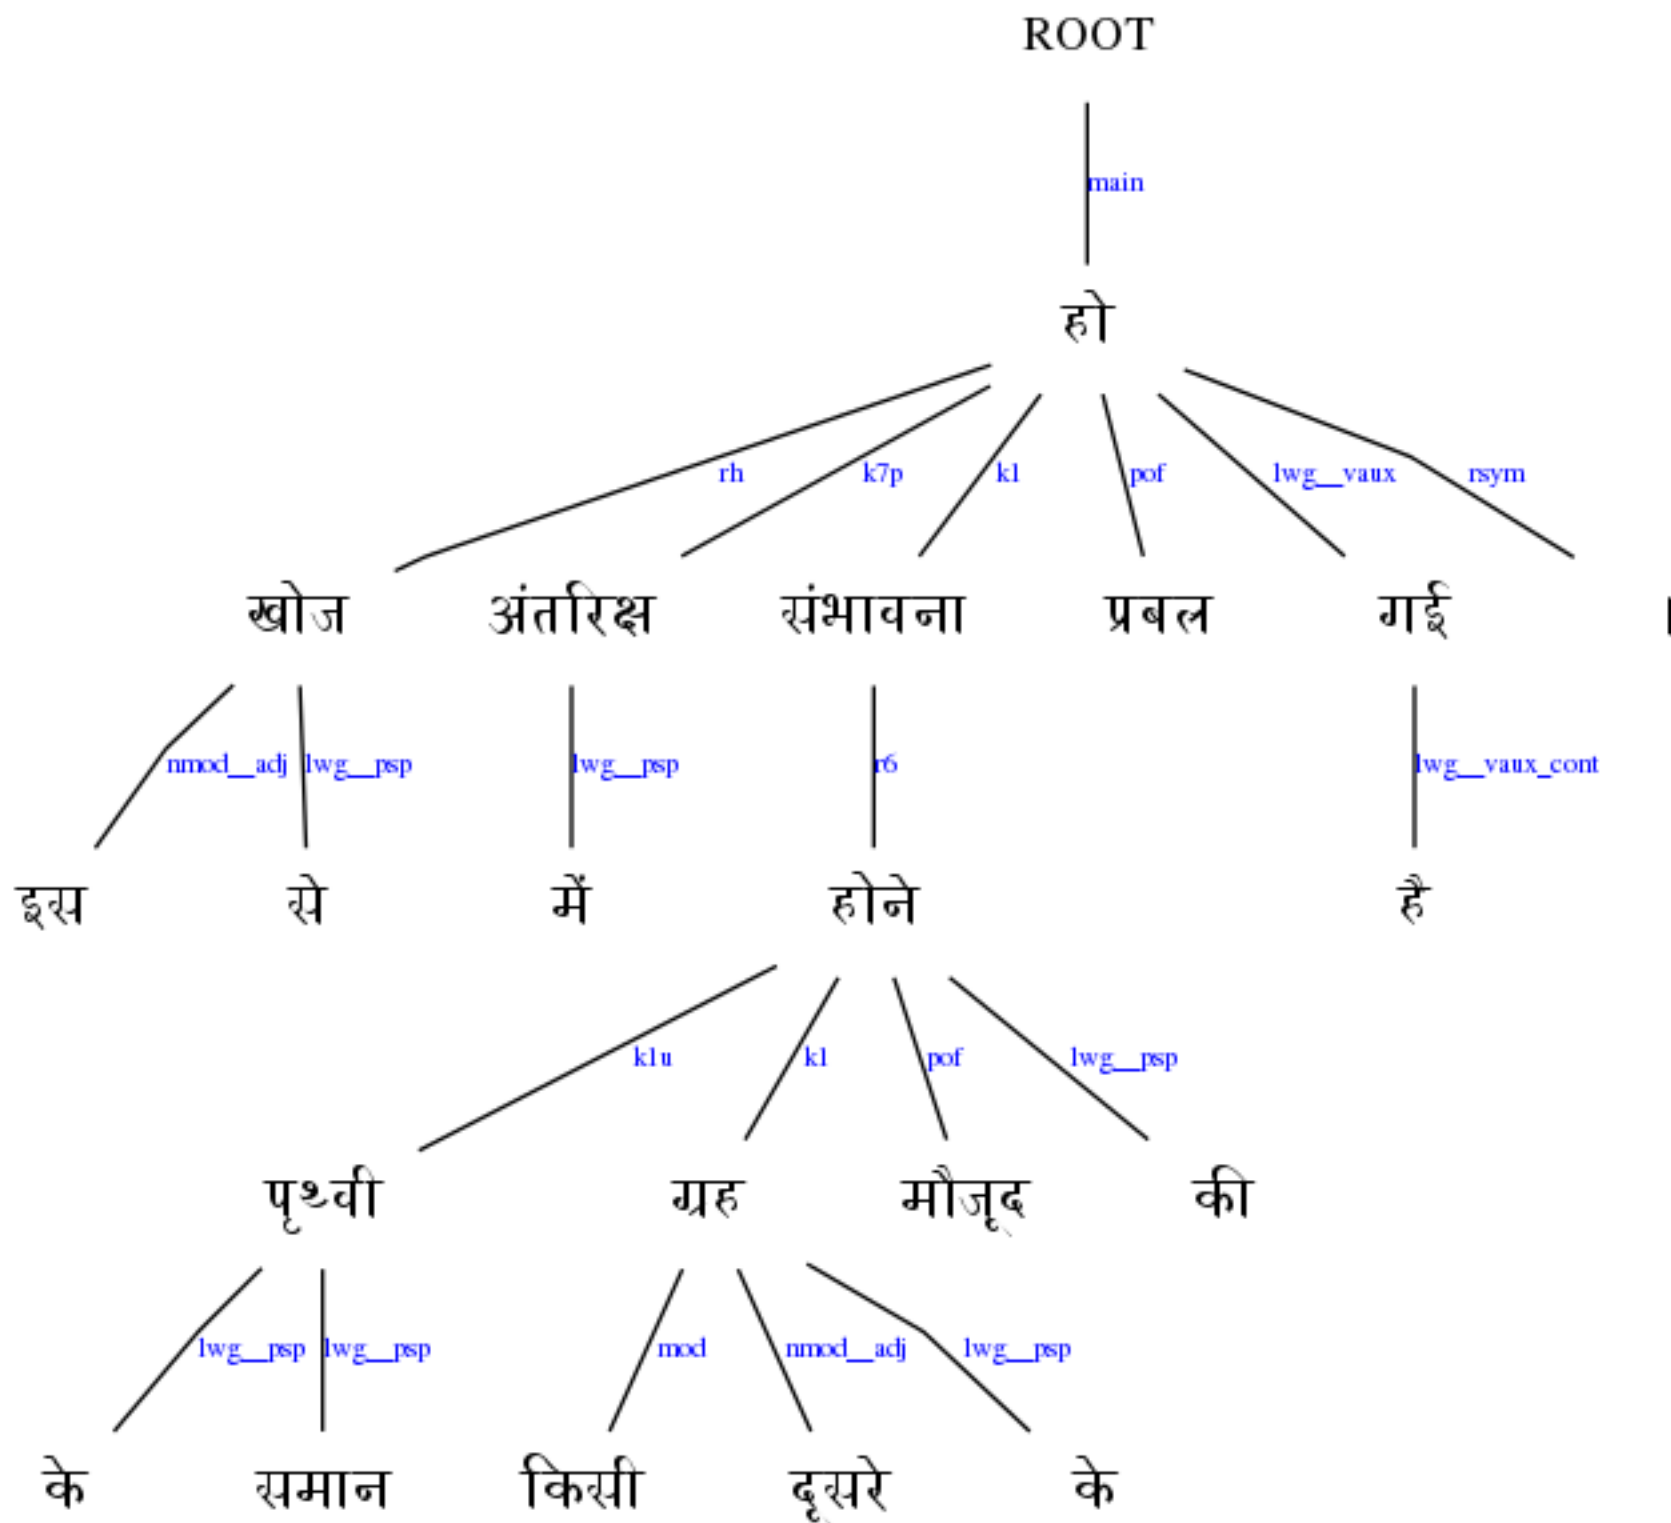 ROOT
main
हो
rh k7p k1 pof lwg__vaux rsym
खोज अंतरिक्ष संभावना प्रबल गई ।
nmod__adj lwg__psp lwg__psp r6 lwg__vaux_cont
इस से में होने है
k1u k1 pof lwg__psp
पृथ्वी ग्रह मौजूद की
lwg__psp lwg__psp mod nmod__adj lwg__psp
के समान किसी दूसरे के